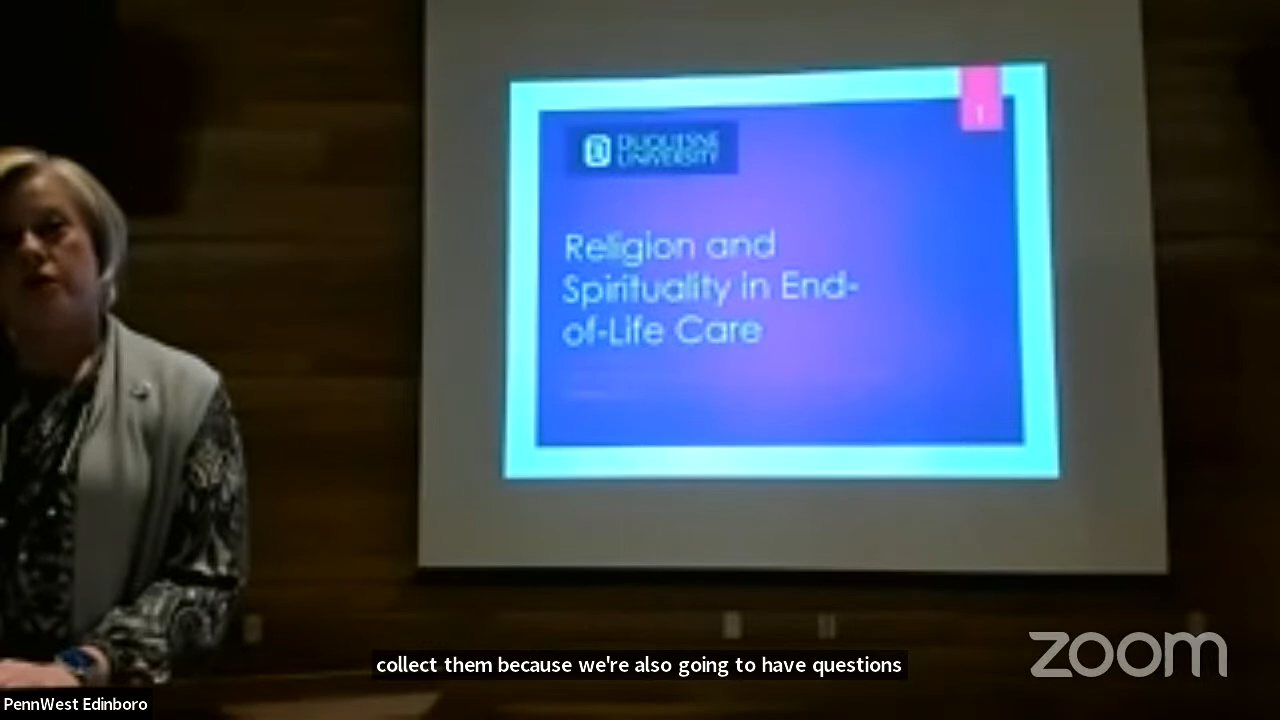 1
DUQUESNE
UNIVERSITY
Religion and
Spirituality in End-
of-Life Care
collect them because we're also going to have questions
zoom
PennWest Edinboro